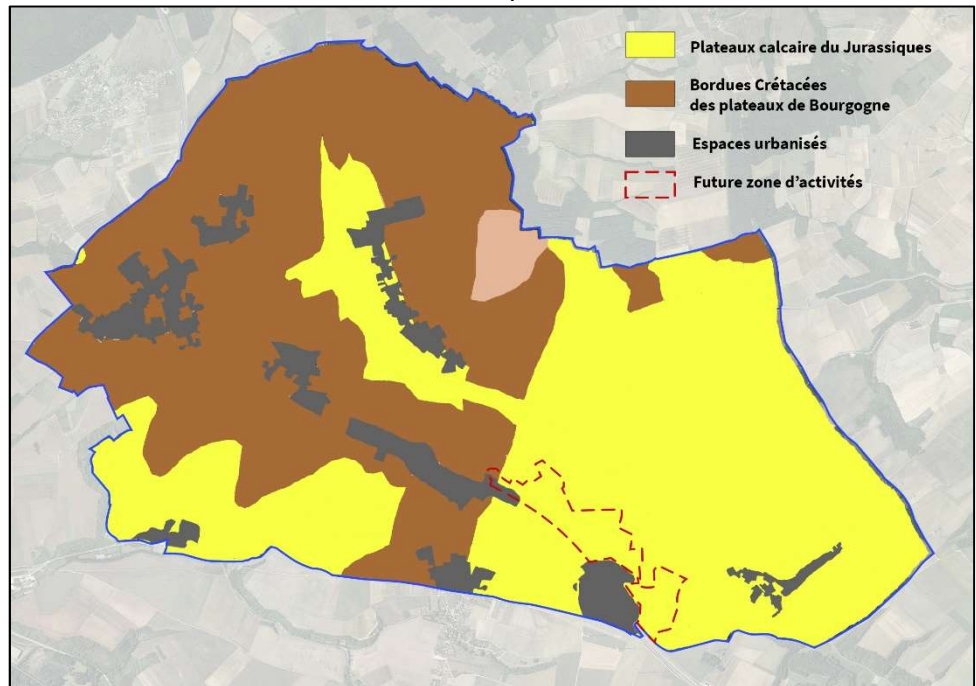 Plateaux calcaire du Jurassiques
Bordues Crétacées
des plateaux de Bourgogne
Espaces urbanisés
Future zone d'activités